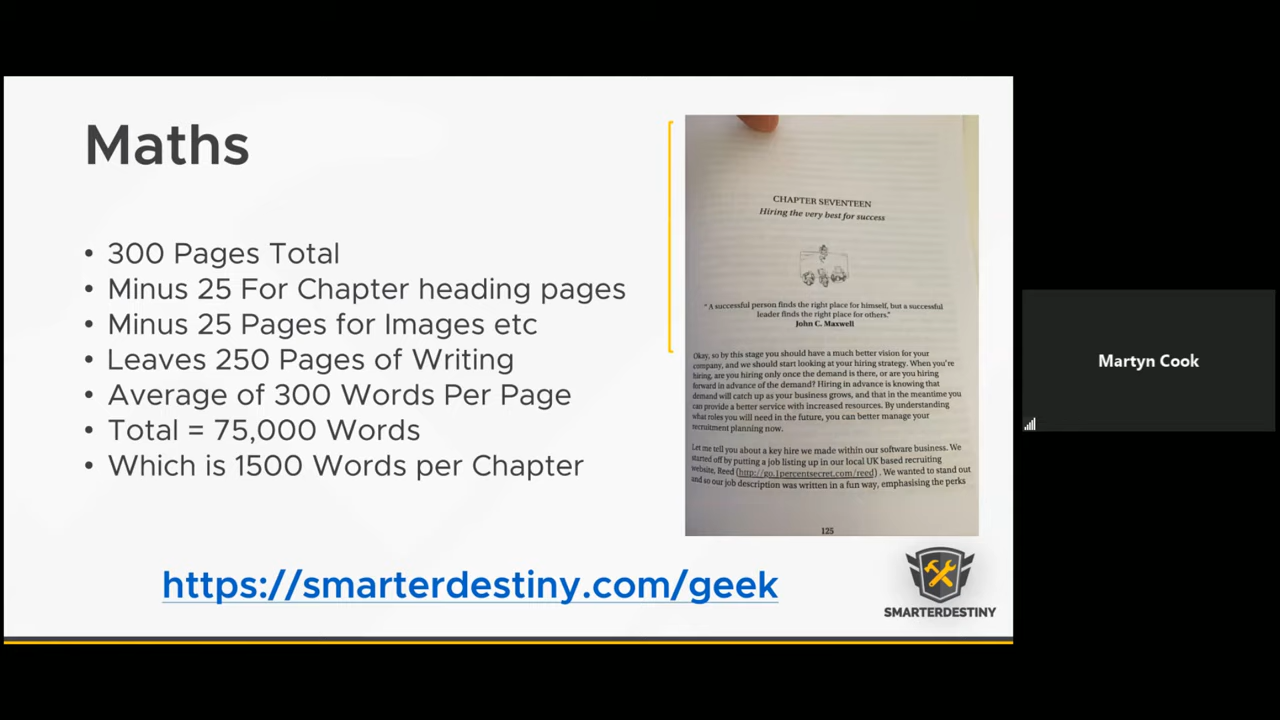 Maths
• 300 Pages Total
• Minus 25 For Chapter heading pages
• Minus 25 Pages for Images etc
• Leaves 250 Pages of Writing
• Average of 300 Words Per Page
• Total = 75,000 Words
• Which is 1500 Words per Chapter
https://smarterdestiny.com/geek
CHAPTER SEVENTEEN
Hiring the very best for success
"A successful person finds the right place for himself, but a successful
leader finds the right place for others."
John C. Maxwell
Okay, so by this stage you should have a much better vision for your
company, and we should start looking at your hiring strategy. When you're
hiring, are you hiring only once the demand is there, or are you hiring
forward in advance of the demand? Hiring in advance is knowing that
demand will catch up as your business grows, and that in the meantime you
can provide a better service with increased resources. By understanding
what roles you will need in the future, you can better manage your
recruitment planning now.
Let me tell you about a key hire we made within our software business. We
started off by putting a job listing up in our local UK based recruiting
website, Reed (http://go.1percentsecret.com/reed). We wanted to stand out
and so our job description was written in a fun way, emphasising the perks
125
SMARTERDESTINY
Martyn Cook